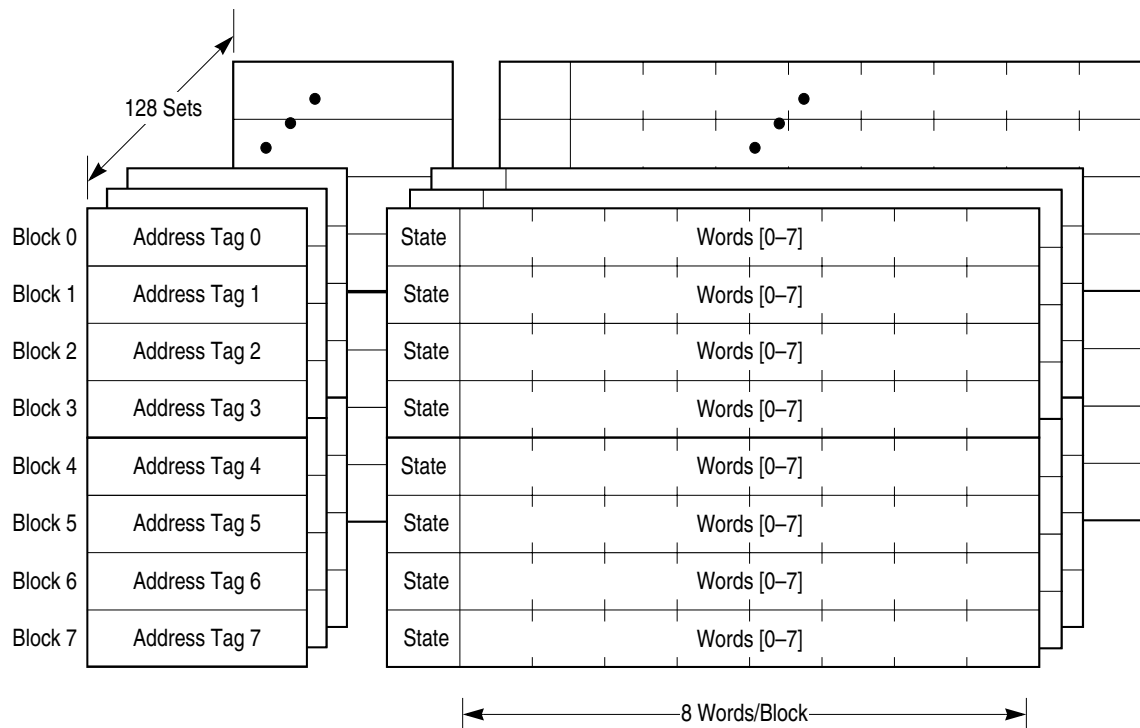 128 Sets
Block 0 Address Tag 0 State Words [0–7]
Block 1 Address Tag 1 State Words [0–7]
Block 2 Address Tag 2 State Words [0–7]
Block 3 Address Tag 3 State Words [0–7]
Block 4 Address Tag 4 State Words [0–7]
Block 5 Address Tag 5 State Words [0–7]
Block 6 Address Tag 6 State Words [0–7]
Block 7 Address Tag 7 State Words [0–7]
8 Words/Block